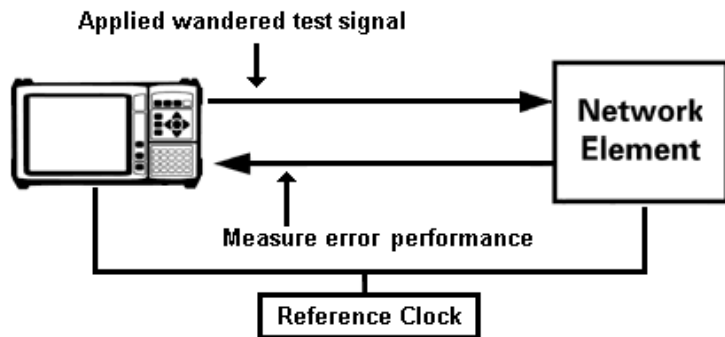 Applied wandered test signal
Network
Element
Measure error performance
Reference Clock